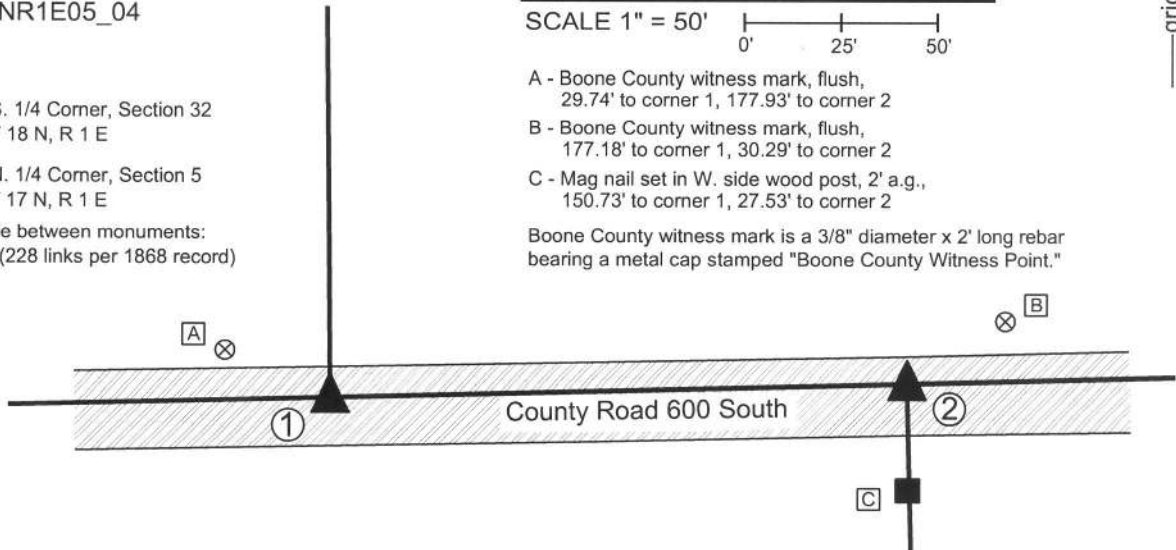 NR1E05_04
1/4 Corner, Section 32
18 N, R 1 E
1/4 Corner, Section 5
17 N, R 1 E
between monuments:
(228 links per 1868 record)
SCALE 1" = 50'
0' 25' 50'
A - Boone County witness mark, flush,
29.74' to corner 1, 177.93' to corner 2
B - Boone County witness mark, flush,
177.18' to corner 1, 30.29' to corner 2
C - Mag nail set in W. side wood post, 2' a.g.,
150.73' to corner 1, 27.53' to corner 2
Boone County witness mark is a 3/8" diameter x 2' long rebar
bearing a metal cap stamped "Boone County Witness Point."
A
B
1
County Road 600 South
2
C